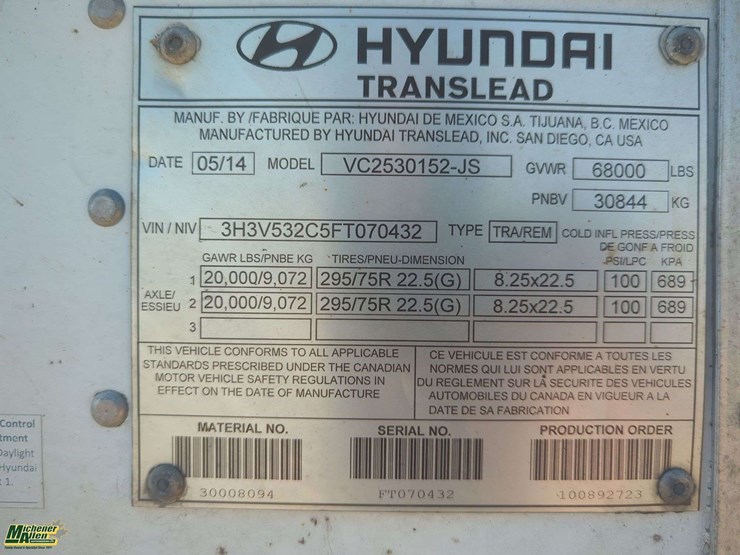 HYUNDAI
TRANSLEAD
MANUF. BY /FABRIQUE PAR: HYUNDAI DE MEXICO S.A. TIJUANA, B.C. MEXICO
MANUFACTURED BY HYUNDAI TRANSLEAD, INC. SAN DIEGO, CA USA
DATE 05/14 MODEL VC2530152-JS GVWR 68000 LBS
PNBV 30844 KG
VIN / NIV 3H3V532C5FT070432 TYPE TRA/REM COLD INFL PRESS/PRESS
DE GONF A FROID
GAWR LBS/PNBE KG TIRES/PNEU-DIMENSION PSI/LPC KPA
1 20,000/9,072 295/75R 22.5(G) 8.25x22.5 100 689
AXLE/
ESSIEU 2 20,000/9,072 295/75R 22.5(G) 8.25x22.5 100 689
3
THIS VEHICLE CONFORMS TO ALL APPLICABLE
STANDARDS PRESCRIBED UNDER THE CANADIAN
MOTOR VEHICLE SAFETY REGULATIONS IN
EFFECT ON THE DATE OF MANUFACTURE
CE VEHICULE EST CONFORME A TOUTES LES
NORMES QUI LUI SONT APPLICABLES EN VERTU
DU REGLEMENT SUR LA SECURITE DES VEHICULES
AUTOMOBILES DU CANADA EN VIGUEUR A LA
DATE DE SA FABRICATION
MATERIAL NO. SERIAL NO. PRODUCTION ORDER
30008094 FT070432 100892723
Control
tment
Daylight
Hyundai
1.
Michener
Allen